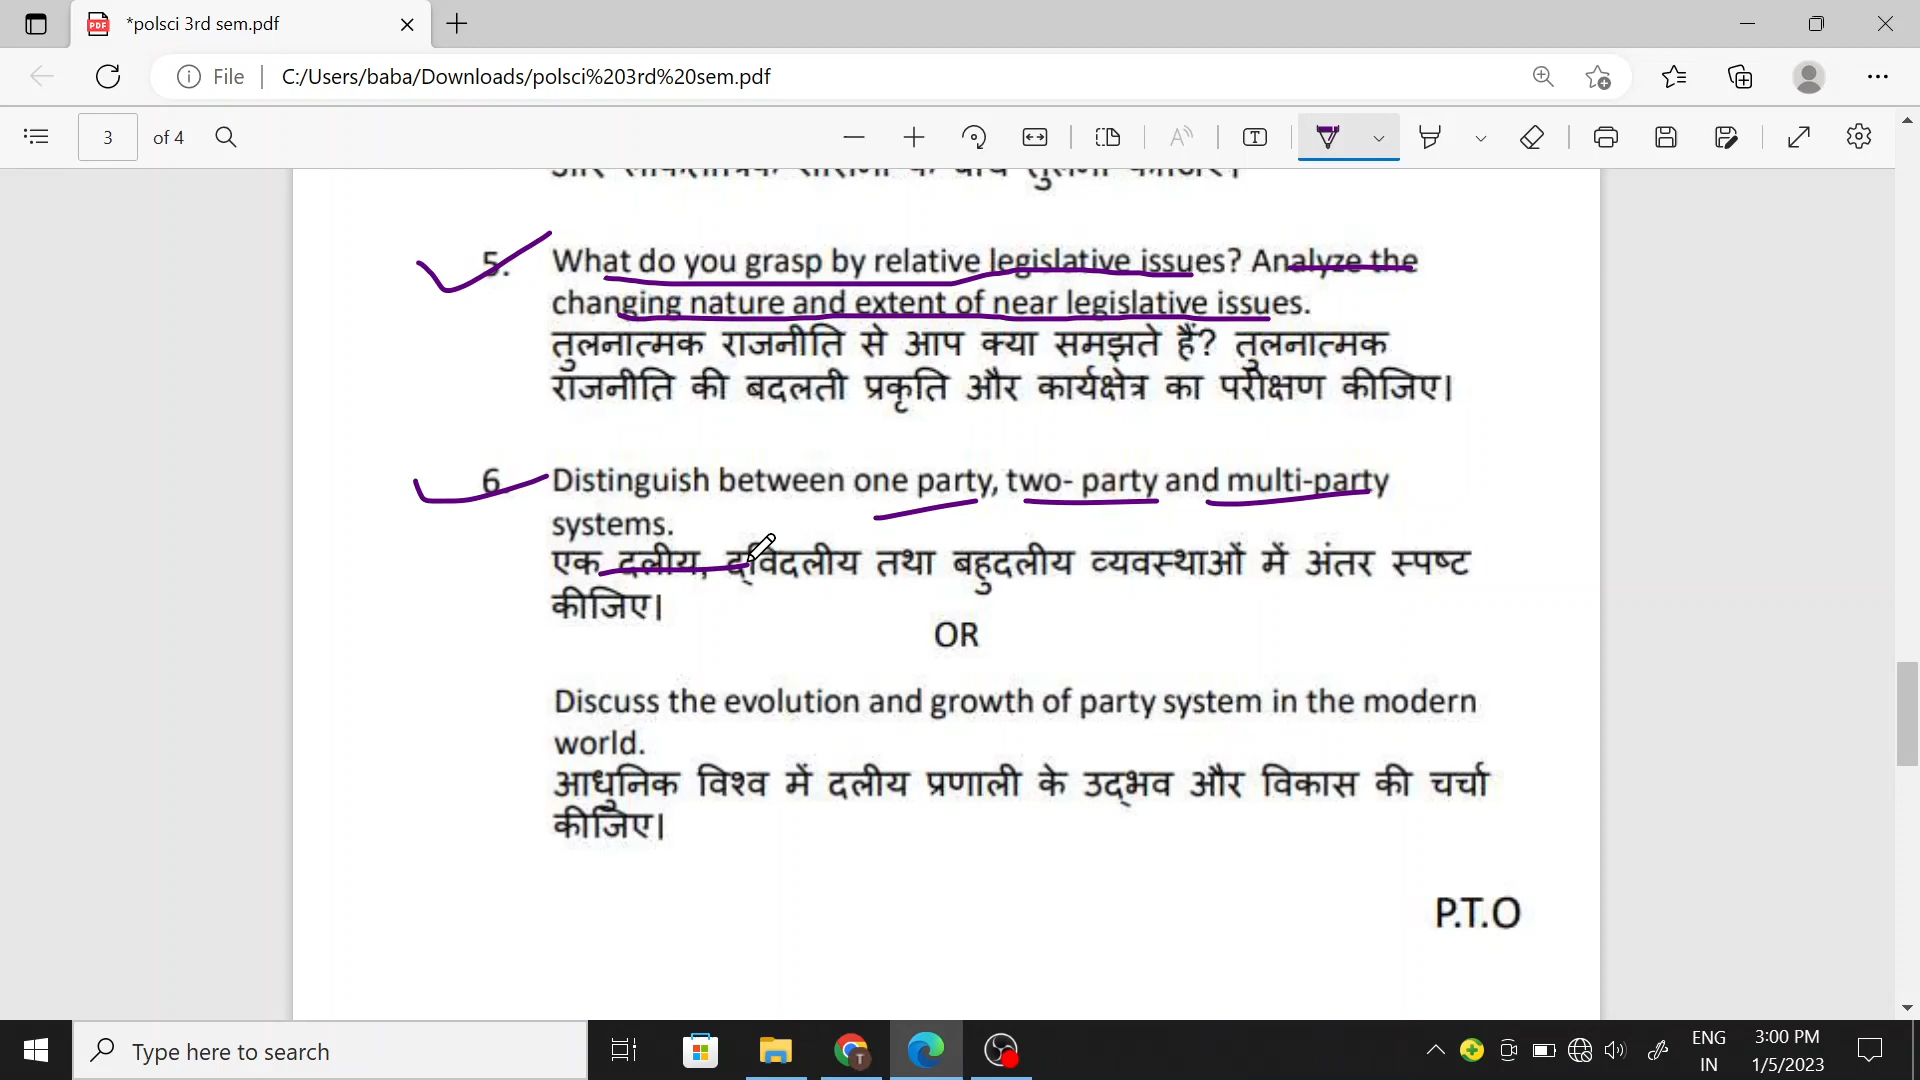 *polsci 3rd sem.pdf
File
C:/Users/baba/Downloads/polsci%203rd%20sem.pdf
3 of 4
5. What do you grasp by relative legislative issues? Analyze the
changing nature and extent of near legislative issues.
तुलनात्मक राजनीति से आप क्या समझते हैं? तुलनात्मक
राजनीति की बदलती प्रकृति और कार्यक्षेत्र का परीक्षण कीजिए।
6. Distinguish between one party, two- party and multi-party
systems.
एक दलीय, द्विदलीय तथा बहुदलीय व्यवस्थाओं में अंतर स्पष्ट
कीजिए।
OR
Discuss the evolution and growth of party system in the modern
world.
आधुनिक विश्व में दलीय प्रणाली के उद्भव और विकास की चर्चा
कीजिए।
P.T.O
Type here to search
ENG
IN
3:00 PM
1/5/2023